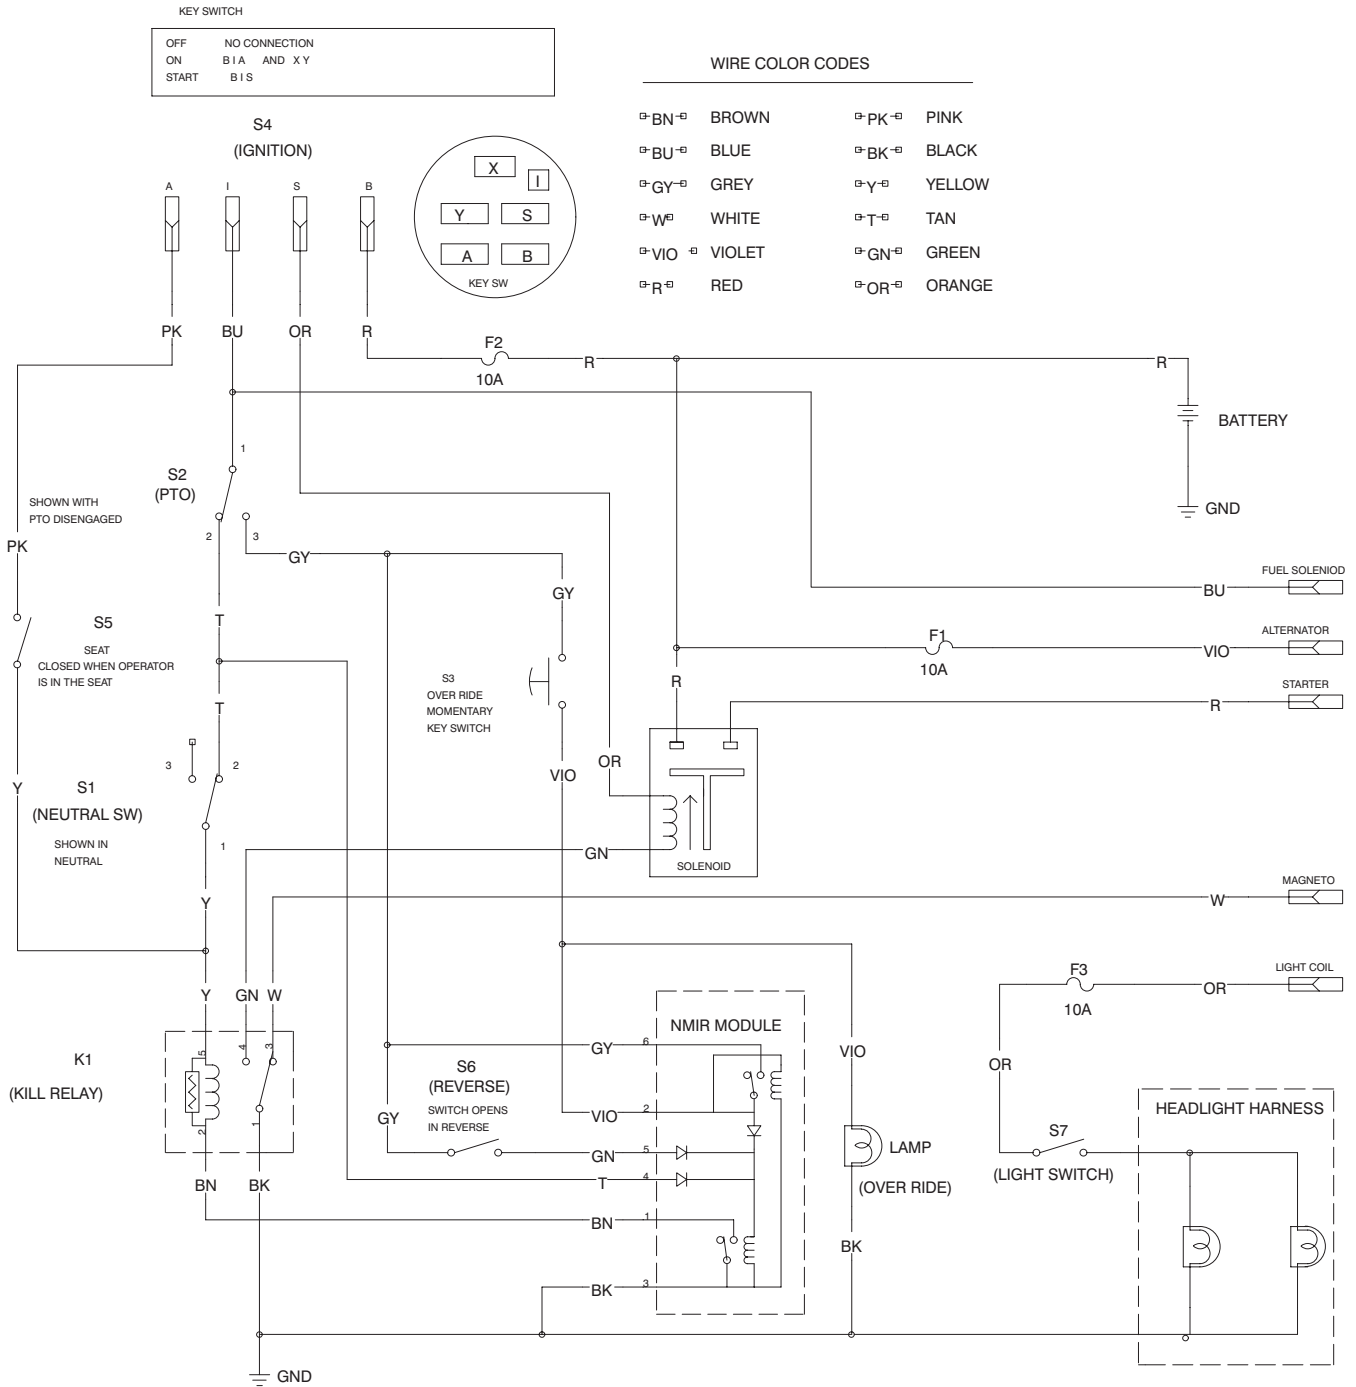 KEY SWITCH
OFF NO CONNECTION
ON B I A AND X Y
START B I S
WIRE COLOR CODES
BN BROWN PK PINK
BU BLUE BK BLACK
GY GREY Y YELLOW
W WHITE T TAN
VIO VIOLET GN GREEN
R RED OR ORANGE
S4
(IGNITION)
A I S B
X
I
Y S
A B
KEY SW
PK BU OR R
F2
10A
R
R
BATTERY
GND
1
S2
(PTO)
SHOWN WITH
PTO DISENGAGED
2 3
PK
GY
GY
T
FUEL SOLENIOD
BU
S5
SEAT
CLOSED WHEN OPERATOR
IS IN THE SEAT
ALTERNATOR
F1
10A
VIO
S3
OVER RIDE
MOMENTARY
KEY SWITCH
R
STARTER
R
T
3 2
Y
S1
(NEUTRAL SW)
SHOWN IN
NEUTRAL
1
VIO
OR
GN
SOLENOID
MAGNETO
W
Y
Y GN W
LIGHT COIL
F3
10A
OR
OR
K1
(KILL RELAY)
5 4 3
2 1
BN BK
NMIR MODULE
GY 6
S6
(REVERSE)
SWITCH OPENS
IN REVERSE
GY
VIO 2
GN 5
T 4
BN 1
BK 3
VIO
LAMP
(OVER RIDE)
BK
S7
(LIGHT SWITCH)
HEADLIGHT HARNESS
GND